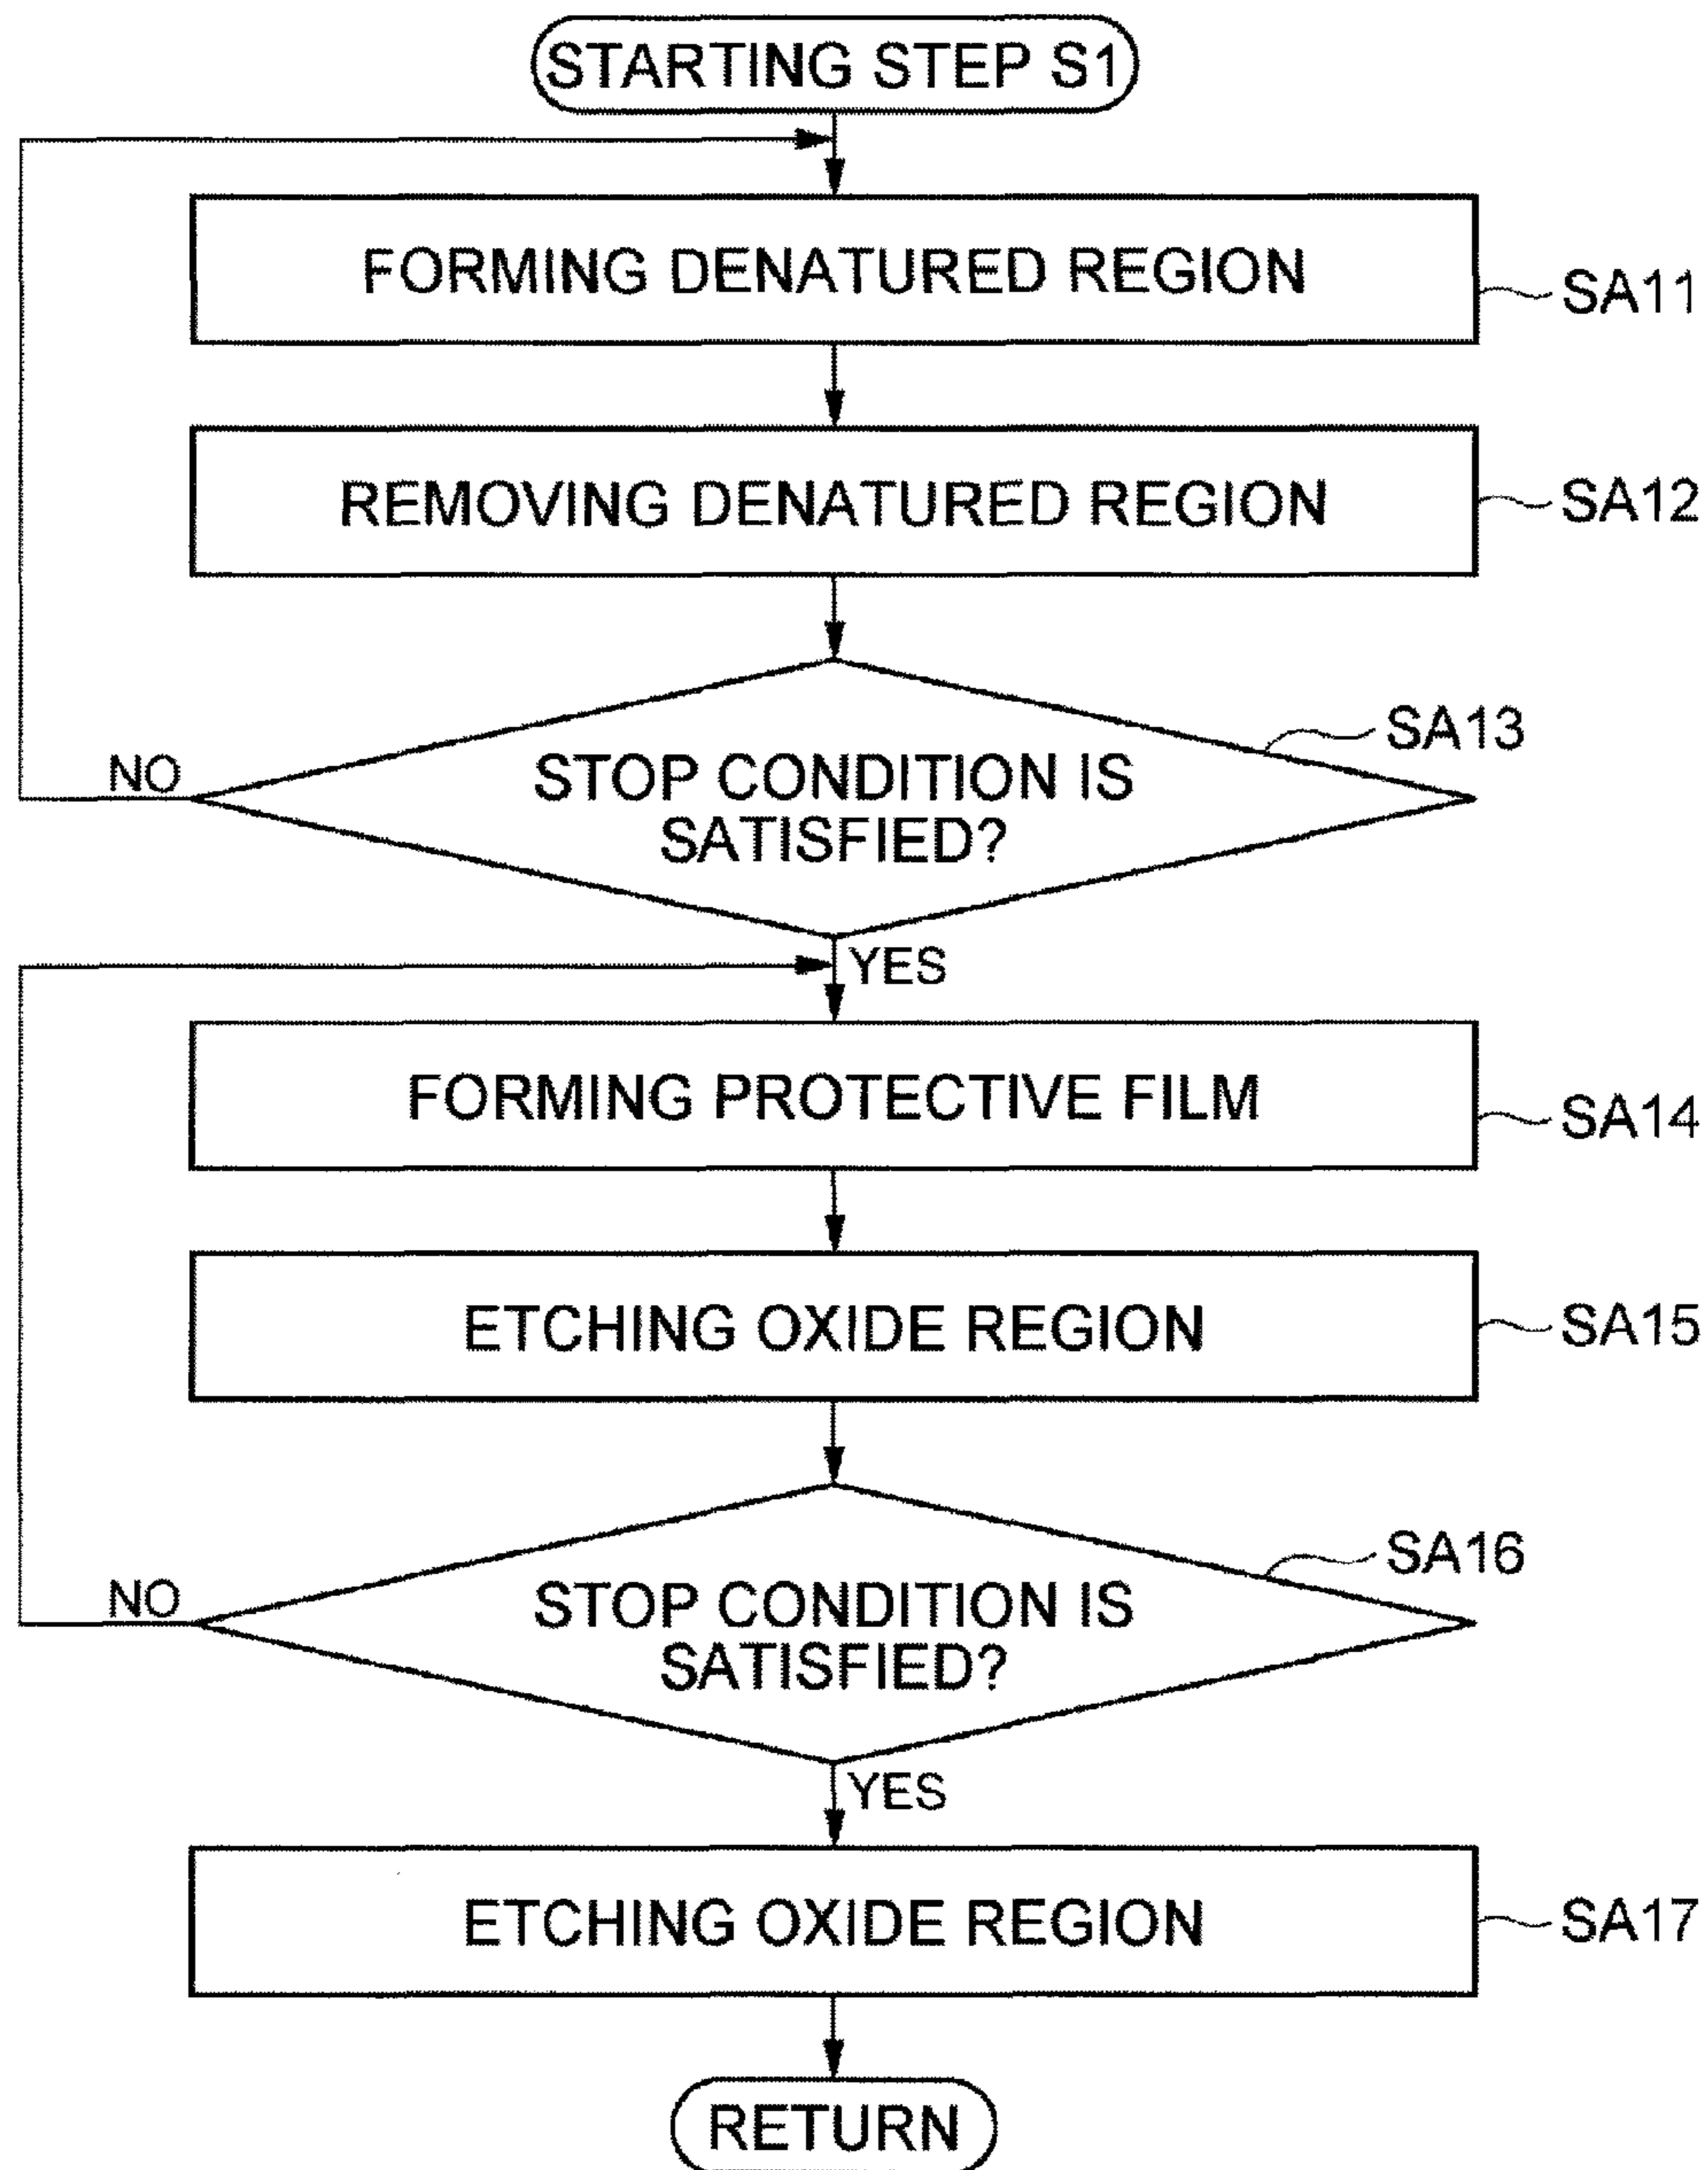 STARTING STEP S1
FORMING DENATURED REGION
SA11
REMOVING DENATURED REGION
SA12
SA13
STOP CONDITION IS
SATISFIED?
NO
YES
FORMING PROTECTIVE FILM
SA14
ETCHING OXIDE REGION
SA15
SA16
STOP CONDITION IS
SATISFIED?
NO
YES
ETCHING OXIDE REGION
SA17
RETURN